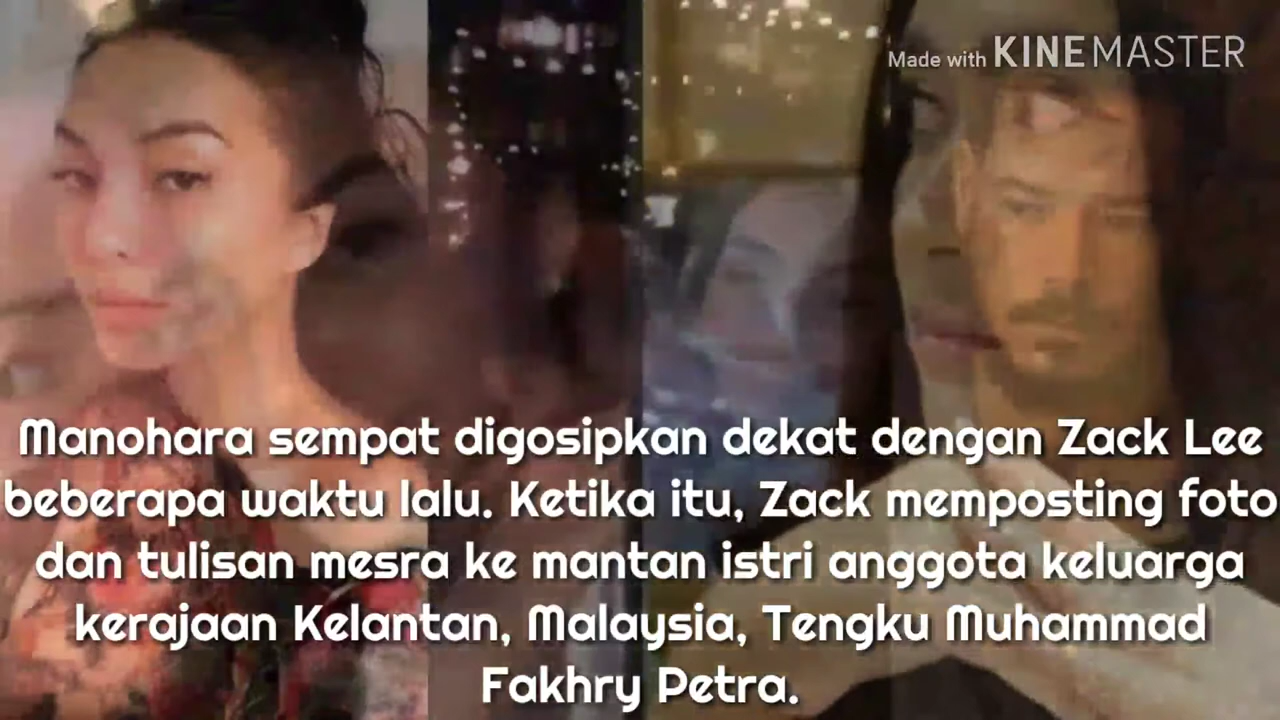 Made with KINEMASTER
Manohara sempat digosipkan dekat dengan Zack Lee
beberapa waktu lalu. Ketika itu, Zack memposting foto
dan tulisan mesra ke mantan istri anggota keluarga
kerajaan Kelantan, Malaysia, Tengku Muhammad
Fakhry Petra.